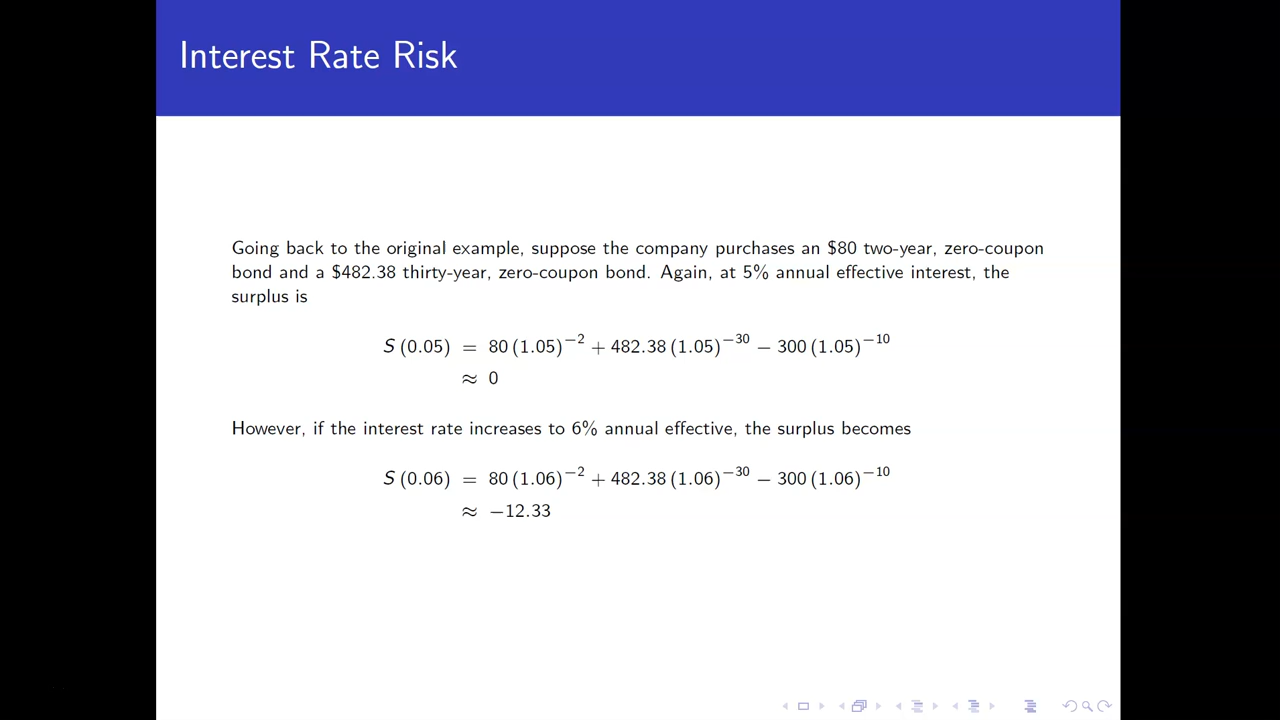 Interest Rate Risk
Going back to the original example, suppose the company purchases an $80 two-year, zero-coupon
bond and a $482.38 thirty-year, zero-coupon bond. Again, at 5% annual effective interest, the
surplus is
S (0.05) = 80 (1.05)⁻² + 482.38 (1.05)⁻³⁰ − 300 (1.05)⁻¹⁰
≈ 0
However, if the interest rate increases to 6% annual effective, the surplus becomes
S (0.06) = 80 (1.06)⁻² + 482.38 (1.06)⁻³⁰ − 300 (1.06)⁻¹⁰
≈ −12.33